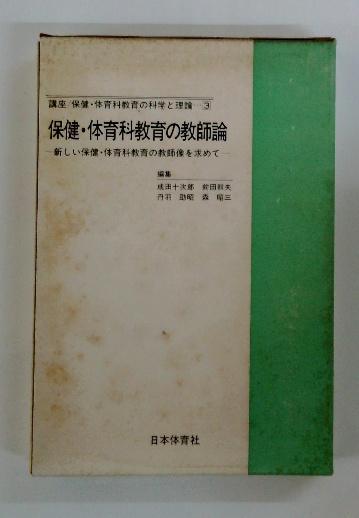 講座/保健・体育科教育の科学と理論…3
保健・体育科教育の教師論
—新しい保健・体育科教育の教師像を求めて—
編集
成田十次郎 前田幹夫
丹羽 劭昭 森 昭三
日本体育社